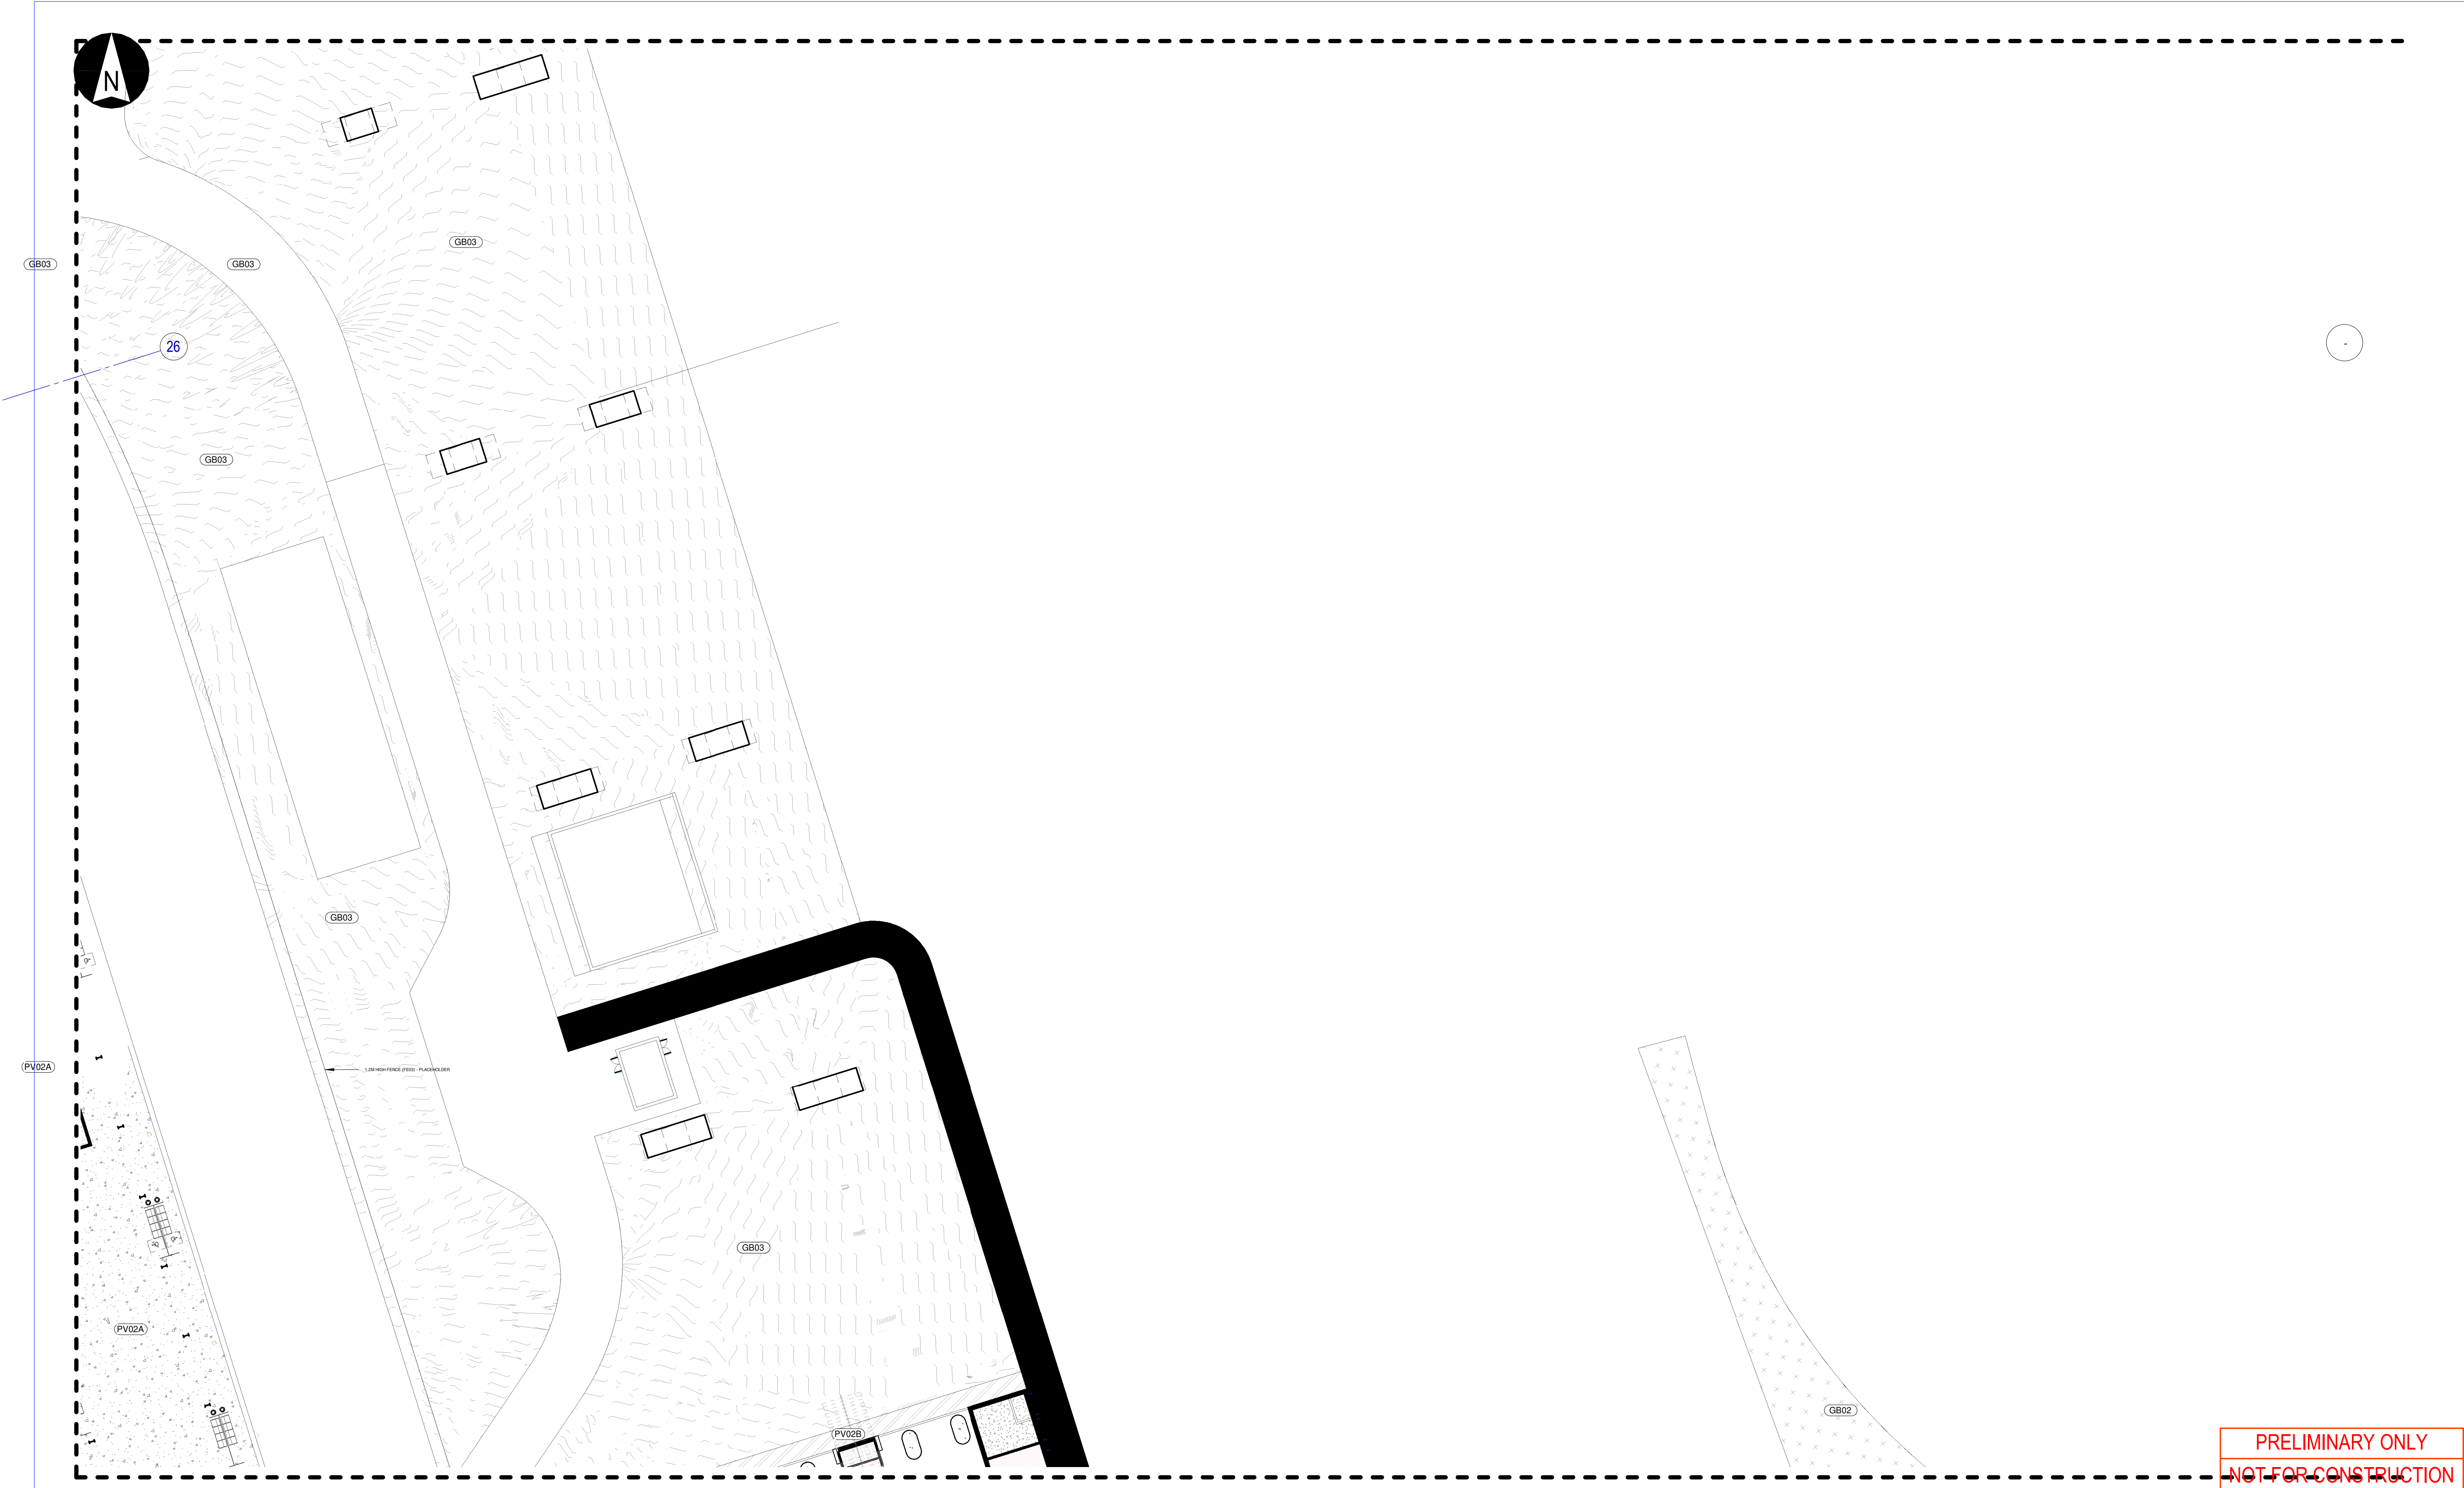 N
GB03
GB03
GB03
26
-
GB03
GB03
PV02A
1.2M HIGH FENCE (FE03) - PLACEHOLDER
GB03
PV02A
GB02
PV02B
PRELIMINARY ONLY
NOT FOR CONSTRUCTION